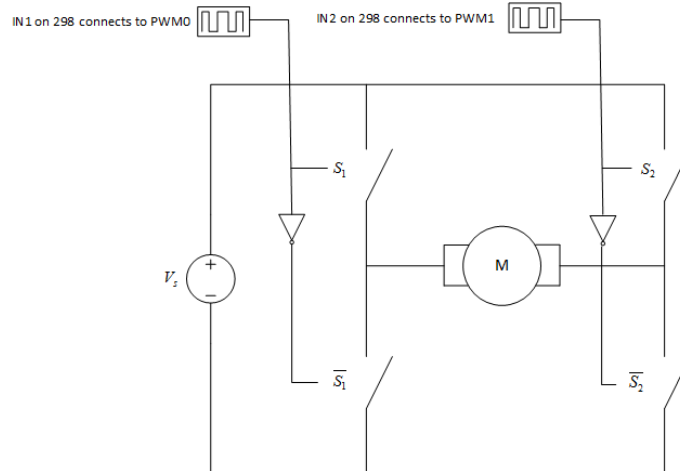 IN1 on 298 connects to PWM0
IN2 on 298 connects to PWM1
S₁
S₂
+
M
Vₛ
−
S̅₁
S̅₂